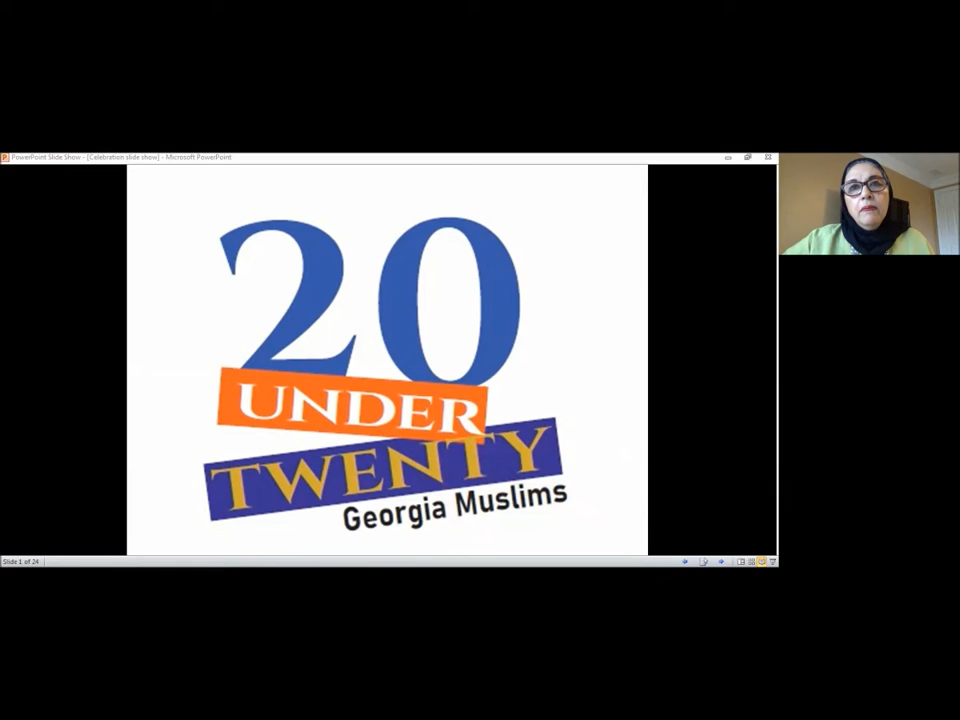 PowerPoint Slide Show - [Celebration slide show] - Microsoft PowerPoint
20
UNDER
TWENTY
Georgia Muslims
Slide 1 of 24